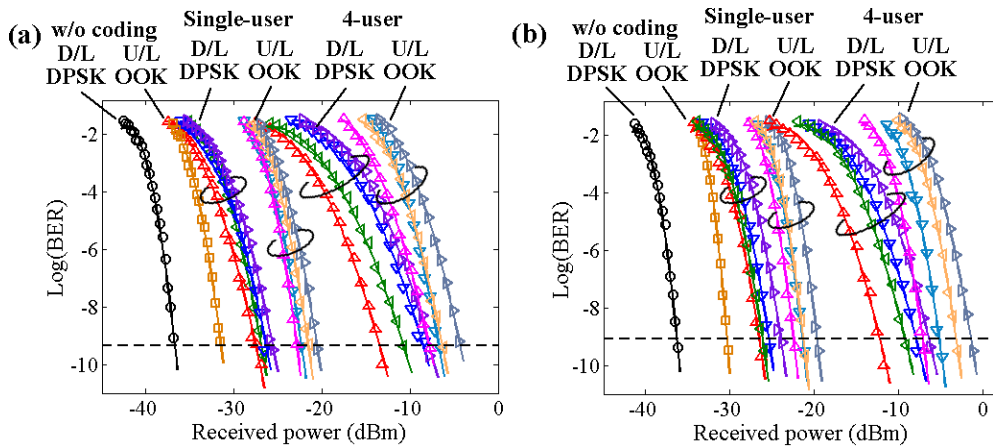 (a)
w/o coding
D/L U/L
DPSK OOK
Single-user
D/L U/L
DPSK OOK
4-user
D/L U/L
DPSK OOK
Log(BER)
-2
-4
-6
-8
-10
-40 -30 -20 -10 0
Received power (dBm)
(b)
w/o coding
D/L U/L
DPSK OOK
Single-user
D/L U/L
DPSK OOK
4-user
D/L U/L
DPSK OOK
Log(BER)
-2
-4
-6
-8
-10
-40 -30 -20 -10 0
Received power (dBm)